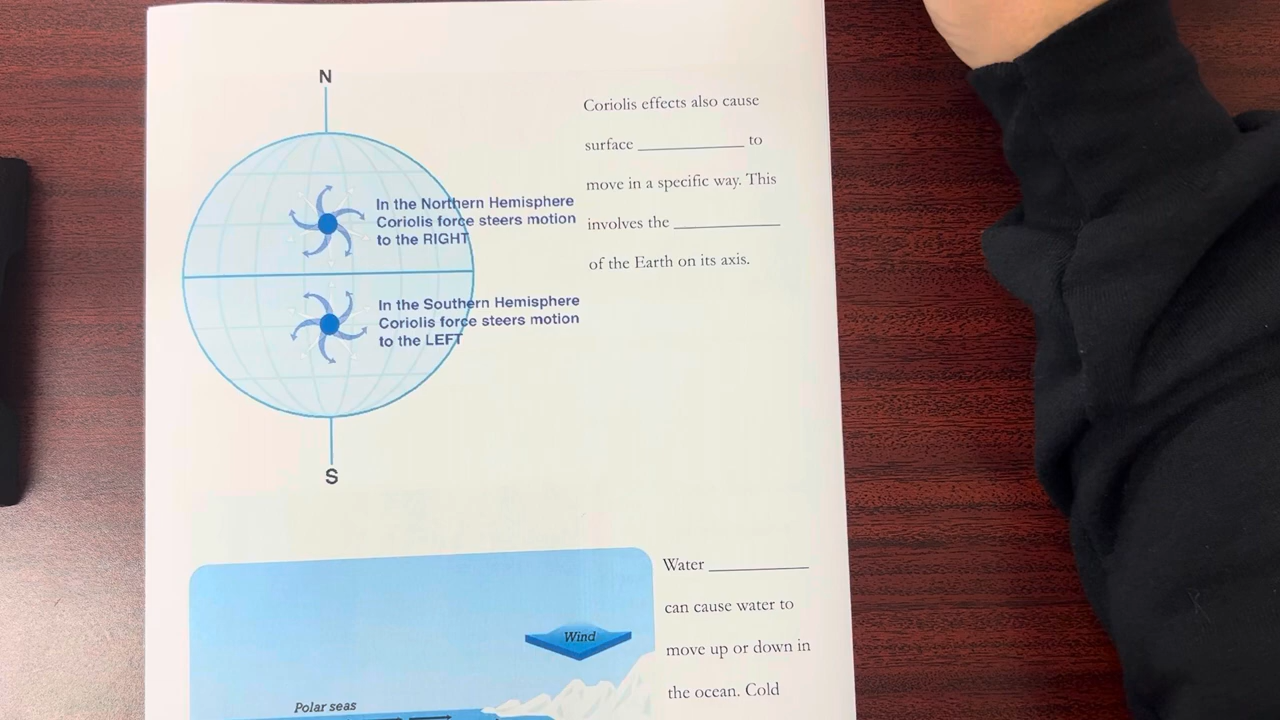 N
In the Northern Hemisphere
Coriolis force steers motion
to the RIGHT
In the Southern Hemisphere
Coriolis force steers motion
to the LEFT
S
Coriolis effects also cause
surface __________ to
move in a specific way. This
involves the __________
of the Earth on its axis.
Wind
Polar seas
Water __________
can cause water to
move up or down in
the ocean. Cold